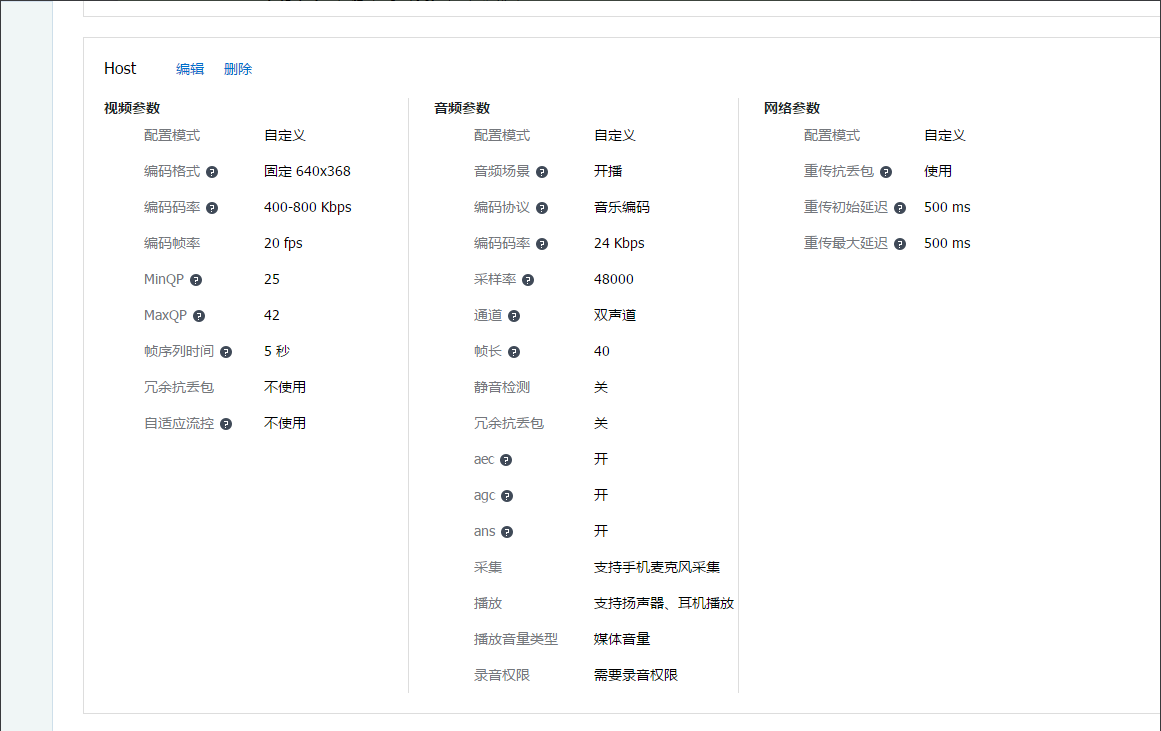 Host 编辑 删除
视频参数
配置模式 自定义
编码格式 ? 固定 640x368
编码码率 ? 400-800 Kbps
编码帧率 20 fps
MinQP ? 25
MaxQP ? 42
帧序列时间 ? 5 秒
冗余抗丢包 不使用
自适应流控 ? 不使用
音频参数
配置模式 自定义
音频场景 ? 开播
编码协议 ? 音乐编码
编码码率 ? 24 Kbps
采样率 ? 48000
通道 ? 双声道
帧长 ? 40
静音检测 关
冗余抗丢包 关
aec ? 开
agc ? 开
ans ? 开
采集 支持手机麦克风采集
播放 支持扬声器、耳机播放
播放音量类型 媒体音量
录音权限 需要录音权限
网络参数
配置模式 自定义
重传抗丢包 ? 使用
重传初始延迟 ? 500 ms
重传最大延迟 ? 500 ms